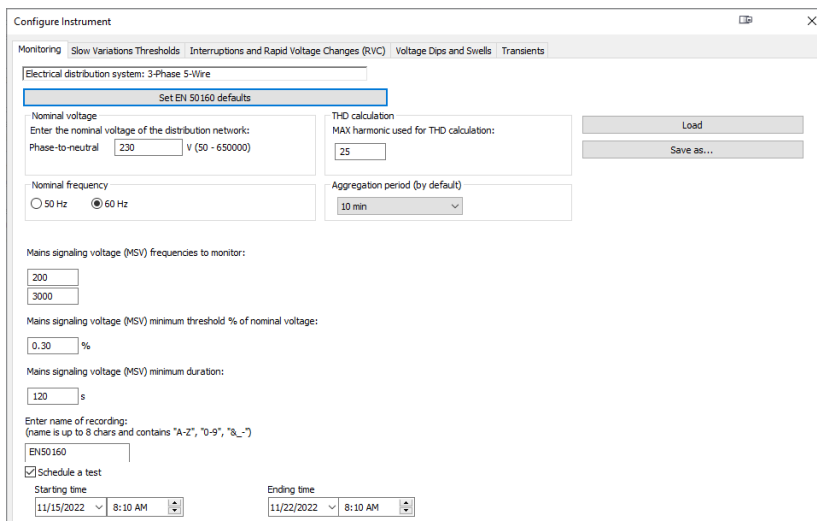 Configure Instrument
Monitoring Slow Variations Thresholds Interruptions and Rapid Voltage Changes (RVC) Voltage Dips and Swells Transients
Electrical distribution system: 3-Phase 5-Wire
Set EN 50160 defaults
Nominal voltage
Enter the nominal voltage of the distribution network:
Phase-to-neutral 230 V (50 - 650000)
THD calculation
MAX harmonic used for THD calculation:
25
Load
Save as...
Nominal frequency
50 Hz 60 Hz
Aggregation period (by default)
10 min
Mains signaling voltage (MSV) frequencies to monitor:
200
3000
Mains signaling voltage (MSV) minimum threshold % of nominal voltage:
0.30 %
Mains signaling voltage (MSV) minimum duration:
120 s
Enter name of recording:
(name is up to 8 chars and contains "A-Z", "0-9", "&_-")
EN50160
Schedule a test
Starting time Ending time
11/15/2022 8:10 AM 11/22/2022 8:10 AM